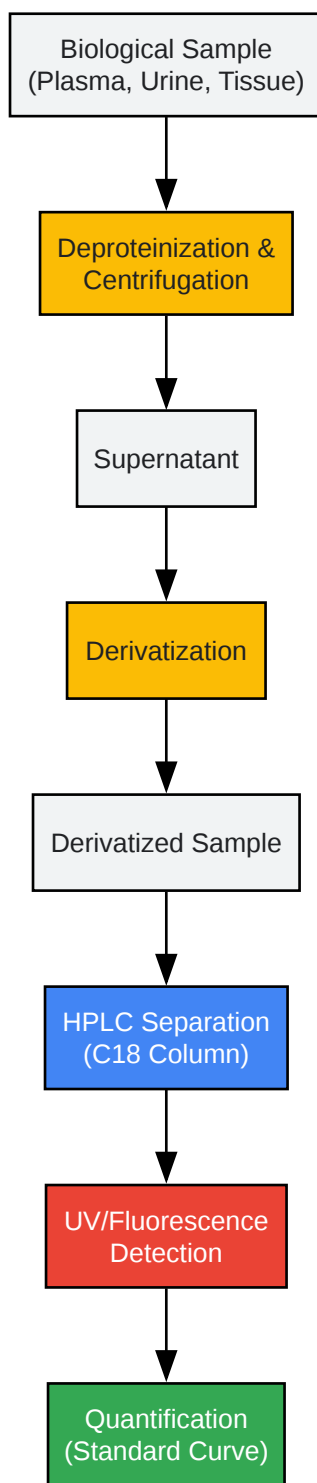 Biological Sample
(Plasma, Urine, Tissue)
Deproteinization &
Centrifugation
Supernatant
Derivatization
Derivatized Sample
HPLC Separation
(C18 Column)
UV/Fluorescence
Detection
Quantification
(Standard Curve)